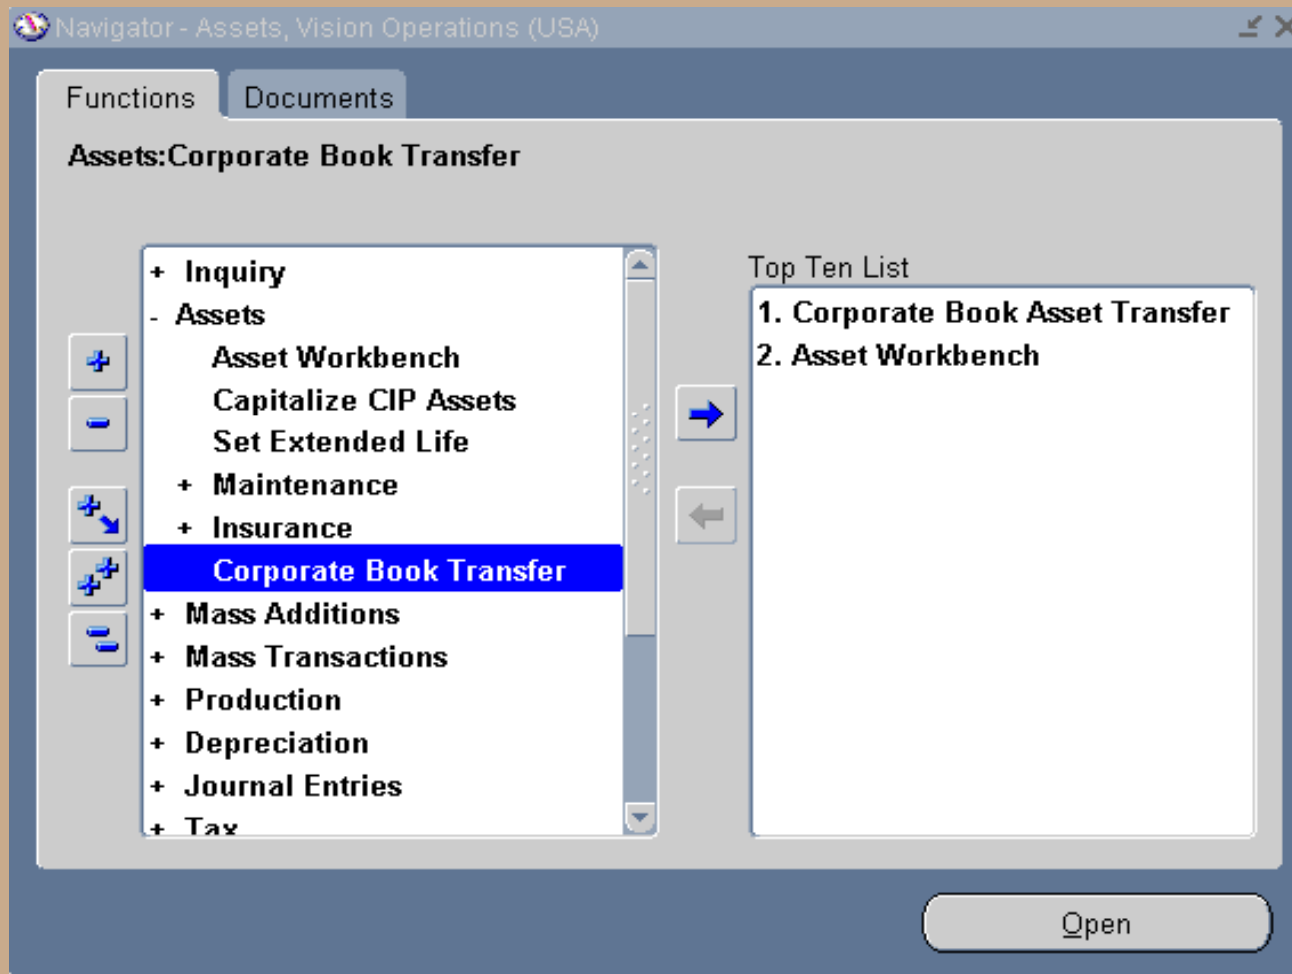 Navigator - Assets, Vision Operations (USA)
Functions
Documents
Assets:Corporate Book Transfer
+ Inquiry
- Assets
Asset Workbench
Capitalize CIP Assets
Set Extended Life
+ Maintenance
+ Insurance
Corporate Book Transfer
+ Mass Additions
+ Mass Transactions
+ Production
+ Depreciation
+ Journal Entries
+ Tax
Top Ten List
1. Corporate Book Asset Transfer
2. Asset Workbench
Open